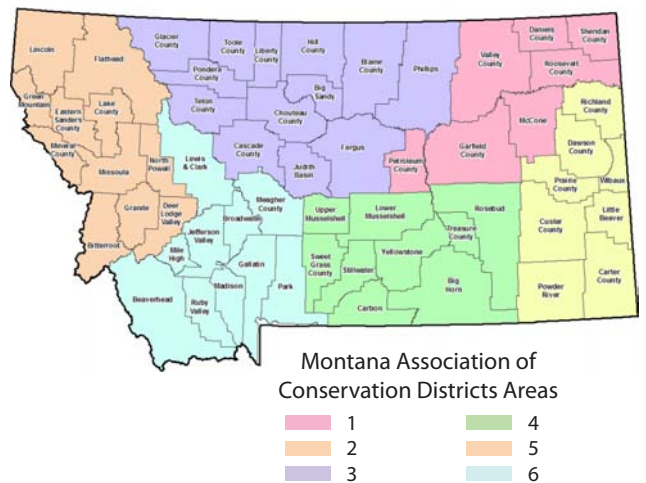 Lincoln
Flathead
Glacier
County
Toole
County
Liberty
County
Hill
County
Blaine
County
Phillips
Valley
County
Daniels
County
Sheridan
County
Roosevelt
County
Pondera
County
Teton
County
Big
Sandy
Chouteau
County
Green
Mountain
Eastern
Sanders
County
Lake
County
Mineral
County
Missoula
North
Powell
Lewis
& Clark
Cascade
County
Judith
Basin
Fergus
Petroleum
County
Garfield
County
McCone
Richland
County
Dawson
County
Prairie
County
Wibaux
Granite
Deer
Lodge
Valley
Bitterroot
Meagher
County
Broadwater
Jefferson
Valley
Mile
High
Upper
Musselshell
Lower
Musselshell
Rosebud
Treasure
County
Custer
County
Little
Beaver
Beaverhead
Ruby
Valley
Madison
Gallatin
Park
Sweet
Grass
County
Stillwater
Yellowstone
Carbon
Big
Horn
Powder
River
Carter
County
Montana Association of
Conservation Districts Areas
1
2
3
4
5
6